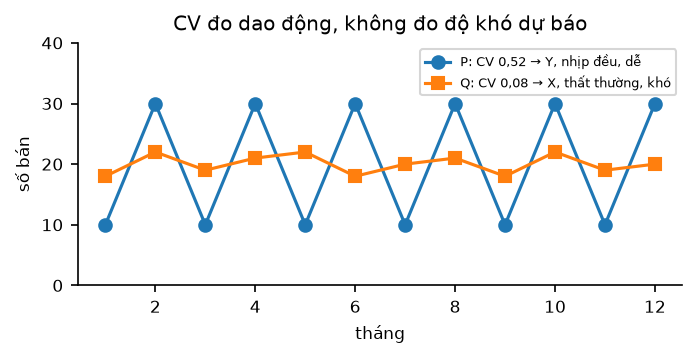 CV đo dao động, không đo độ khó dự báo
P: CV 0,52 → Y, nhịp đều, dễ
Q: CV 0,08 → X, thất thường, khó
số bán
40
30
20
10
0
2 4 6 8 10 12
tháng